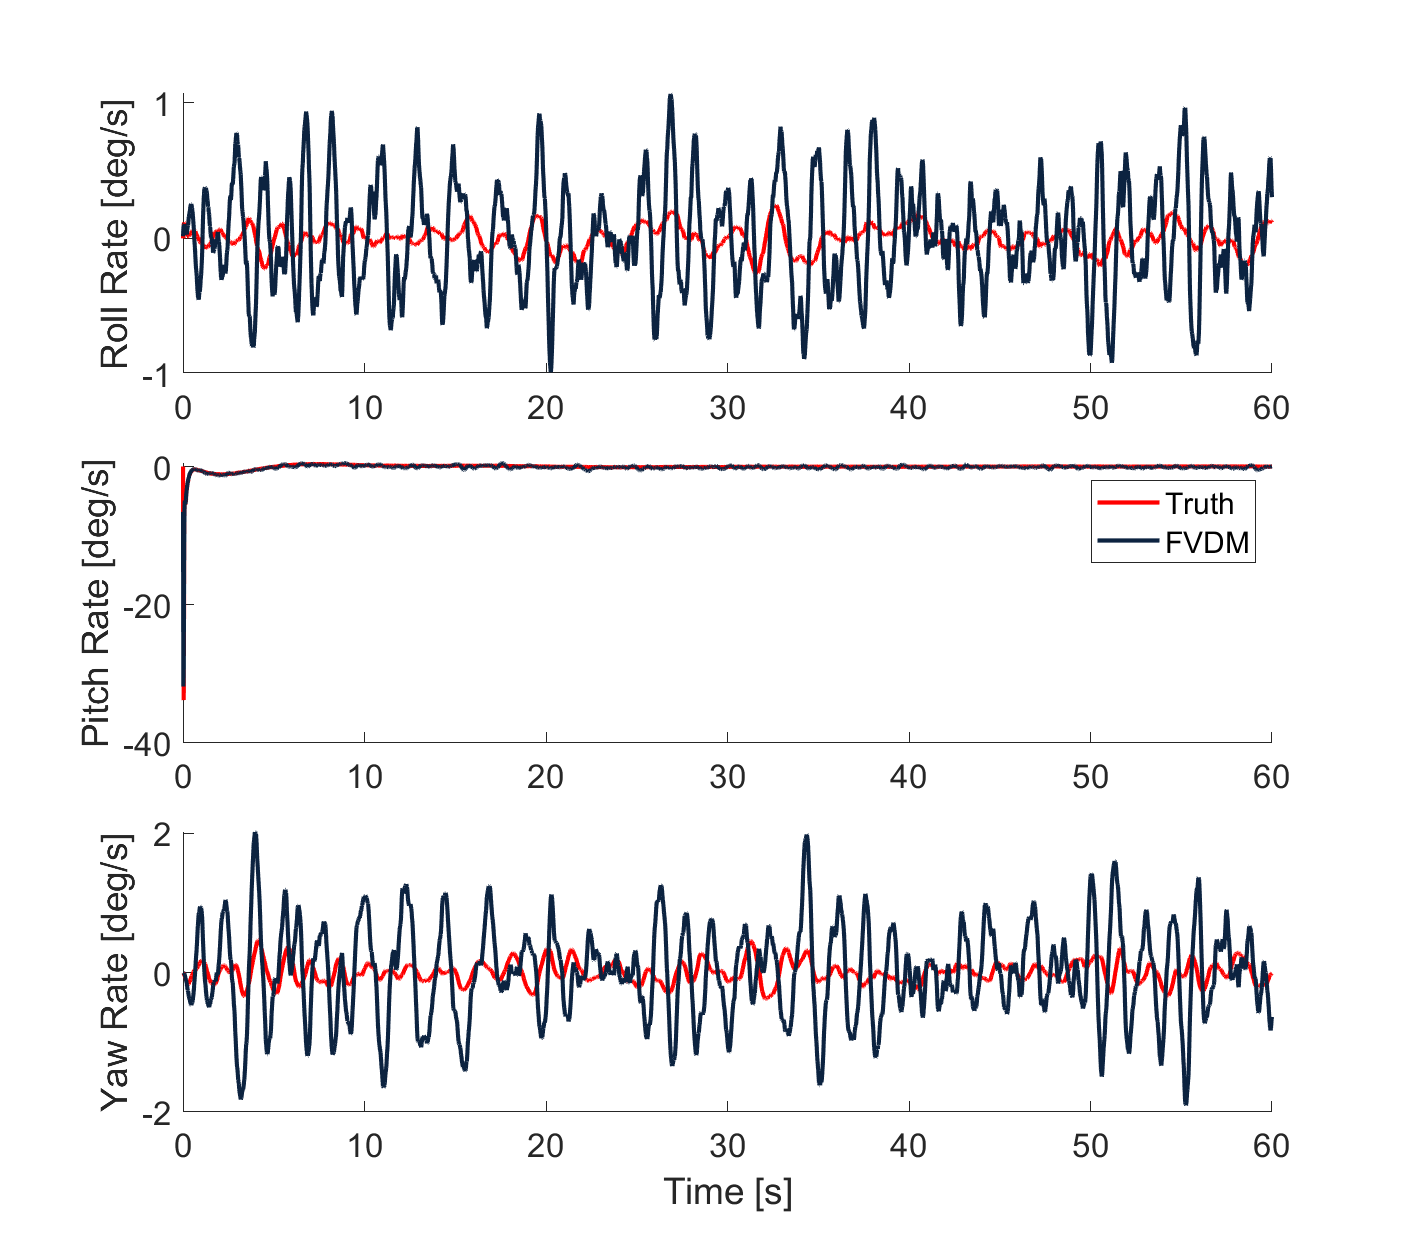 Roll Rate [deg/s]
1
0
-1
0 10 20 30 40 50 60
Pitch Rate [deg/s]
0
-20
-40
0 10 20 30 40 50 60
Truth
FVDM
Yaw Rate [deg/s]
2
0
-2
0 10 20 30 40 50 60
Time [s]